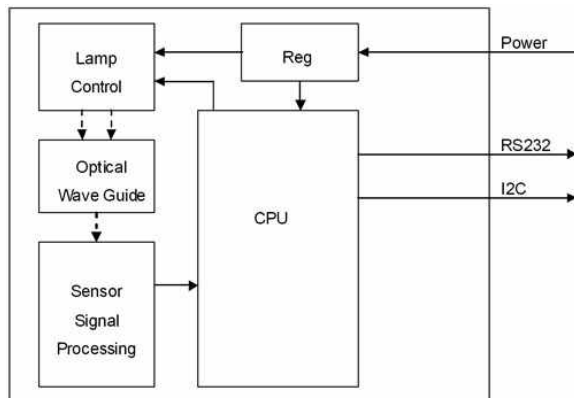 Lamp
Control
Reg
Power
RS232
I2C
Optical
Wave Guide
CPU
Sensor
Signal
Processing